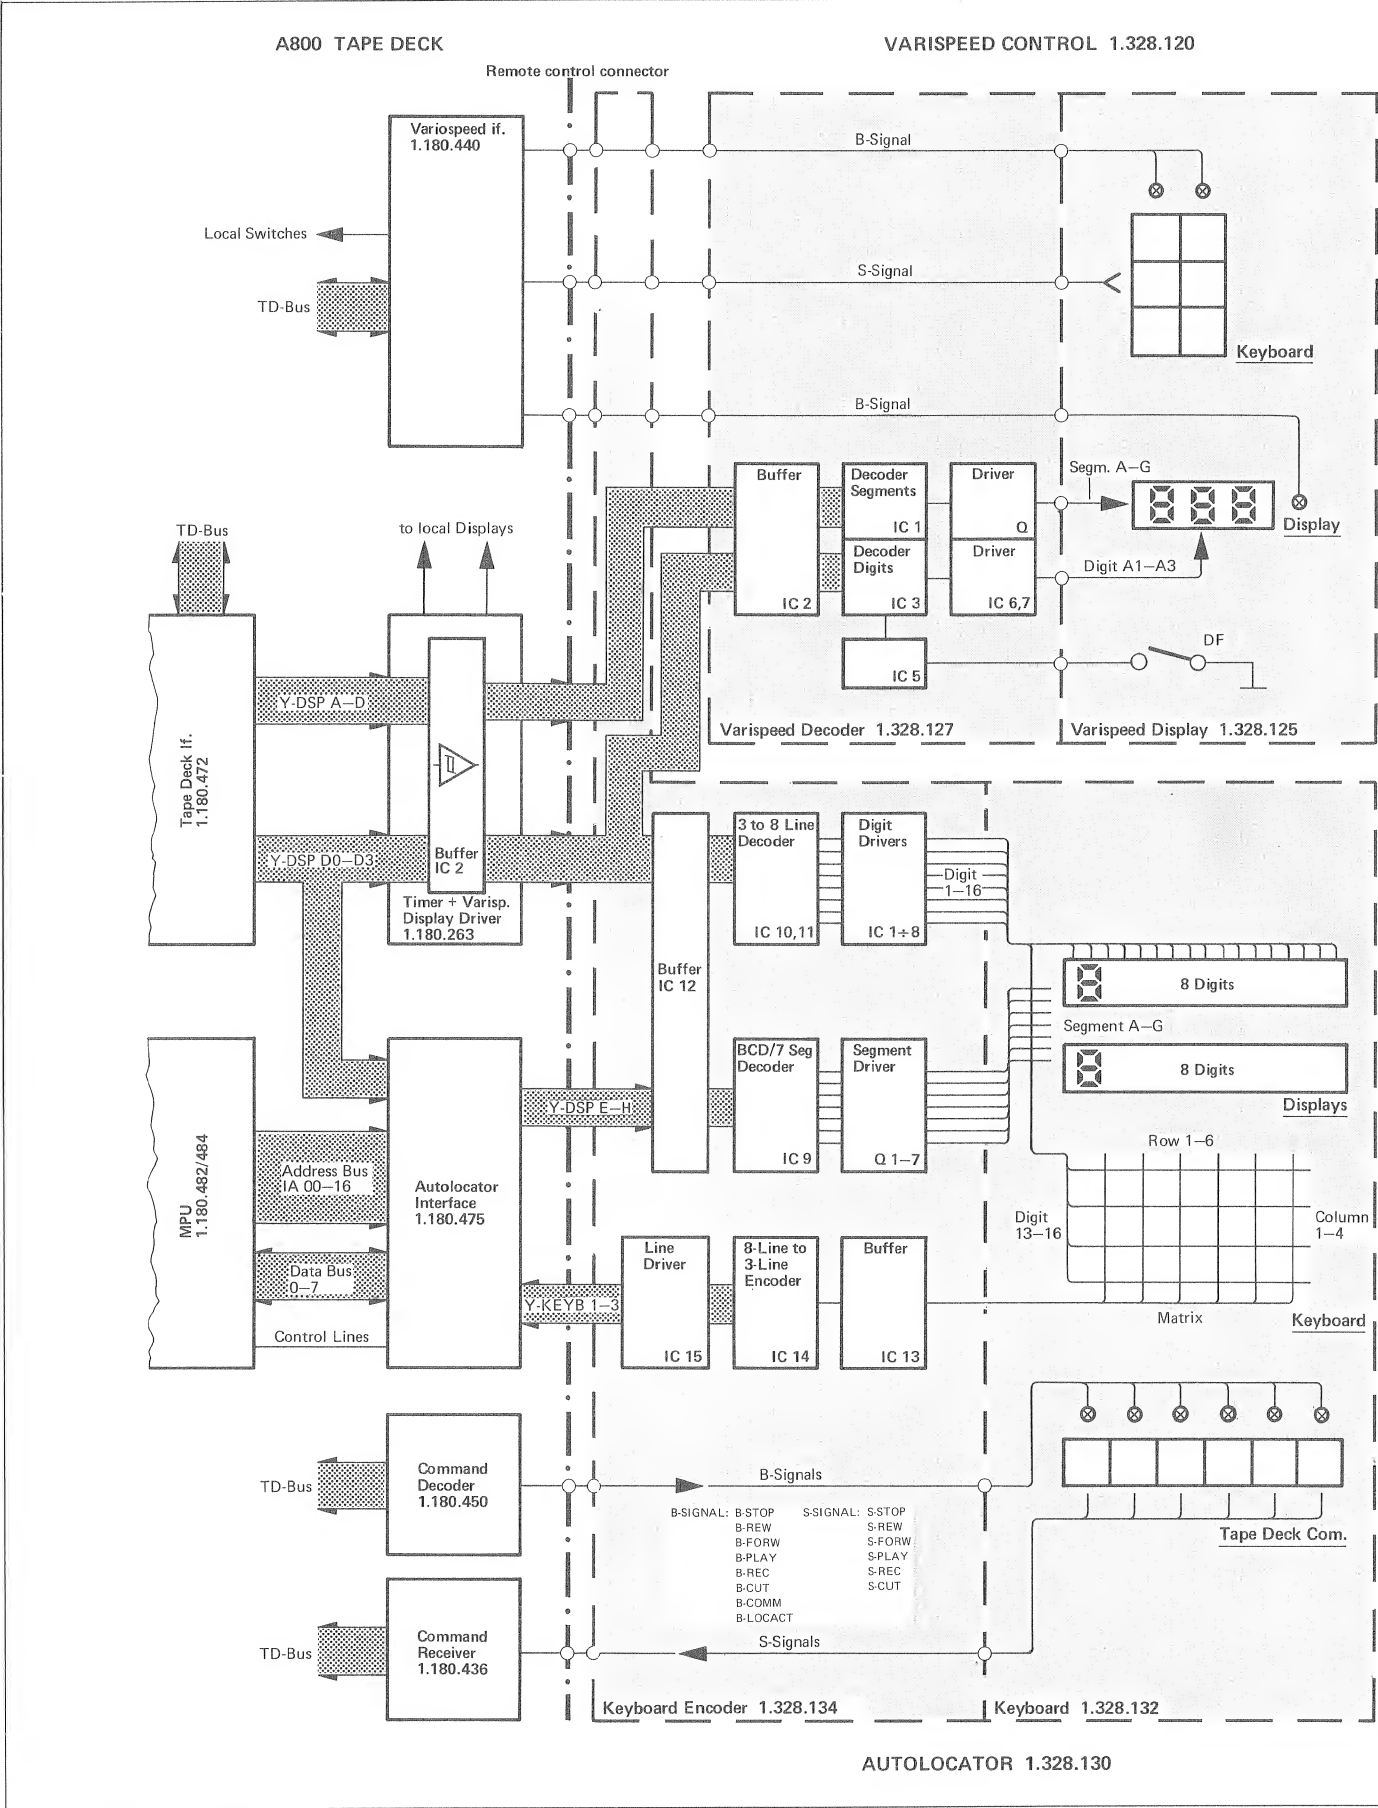 A800 TAPE DECK
VARISPEED CONTROL 1.328.120
Remote control connector
Variospeed if.
1.180.440
B-Signal
Local Switches
S-Signal
TD-Bus
Keyboard
B-Signal
Buffer
IC 2
Decoder
Segments
IC 1
Driver
Q
Segm. A–G
Display
TD-Bus
to local Displays
Decoder
Digits
IC 3
Driver
IC 6,7
Digit A1–A3
IC 5
DF
Varispeed Decoder 1.328.127
Varispeed Display 1.328.125
Tape Deck If.
1.180.472
Y-DSP A–D
Y-DSP D0–D3
Buffer
IC 2
Timer + Varisp.
Display Driver
1.180.263
3 to 8 Line
Decoder
IC 10,11
Digit
Drivers
IC 1÷8
Digit
1–16
Buffer
IC 12
8 Digits
Segment A–G
8 Digits
Displays
BCD/7 Seg
Decoder
IC 9
Segment
Driver
Q 1–7
Y-DSP E–H
MPU
1.180.482/484
Address Bus
IA 00–16
Data Bus
0–7
Control Lines
Autolocator
Interface
1.180.475
Row 1–6
Digit
13–16
Column
1–4
Matrix
Keyboard
Y-KEYB 1–3
Line
Driver
IC 15
8-Line to
3-Line
Encoder
IC 14
Buffer
IC 13
TD-Bus
Command
Decoder
1.180.450
B-Signals
B-SIGNAL: B-STOP S-SIGNAL: S-STOP
B-REW S-REW
B-FORW S-FORW
B-PLAY S-PLAY
B-REC S-REC
B-CUT S-CUT
B-COMM
B-LOCACT
Tape Deck Com.
TD-Bus
Command
Receiver
1.180.436
S-Signals
Keyboard Encoder 1.328.134
Keyboard 1.328.132
AUTOLOCATOR 1.328.130